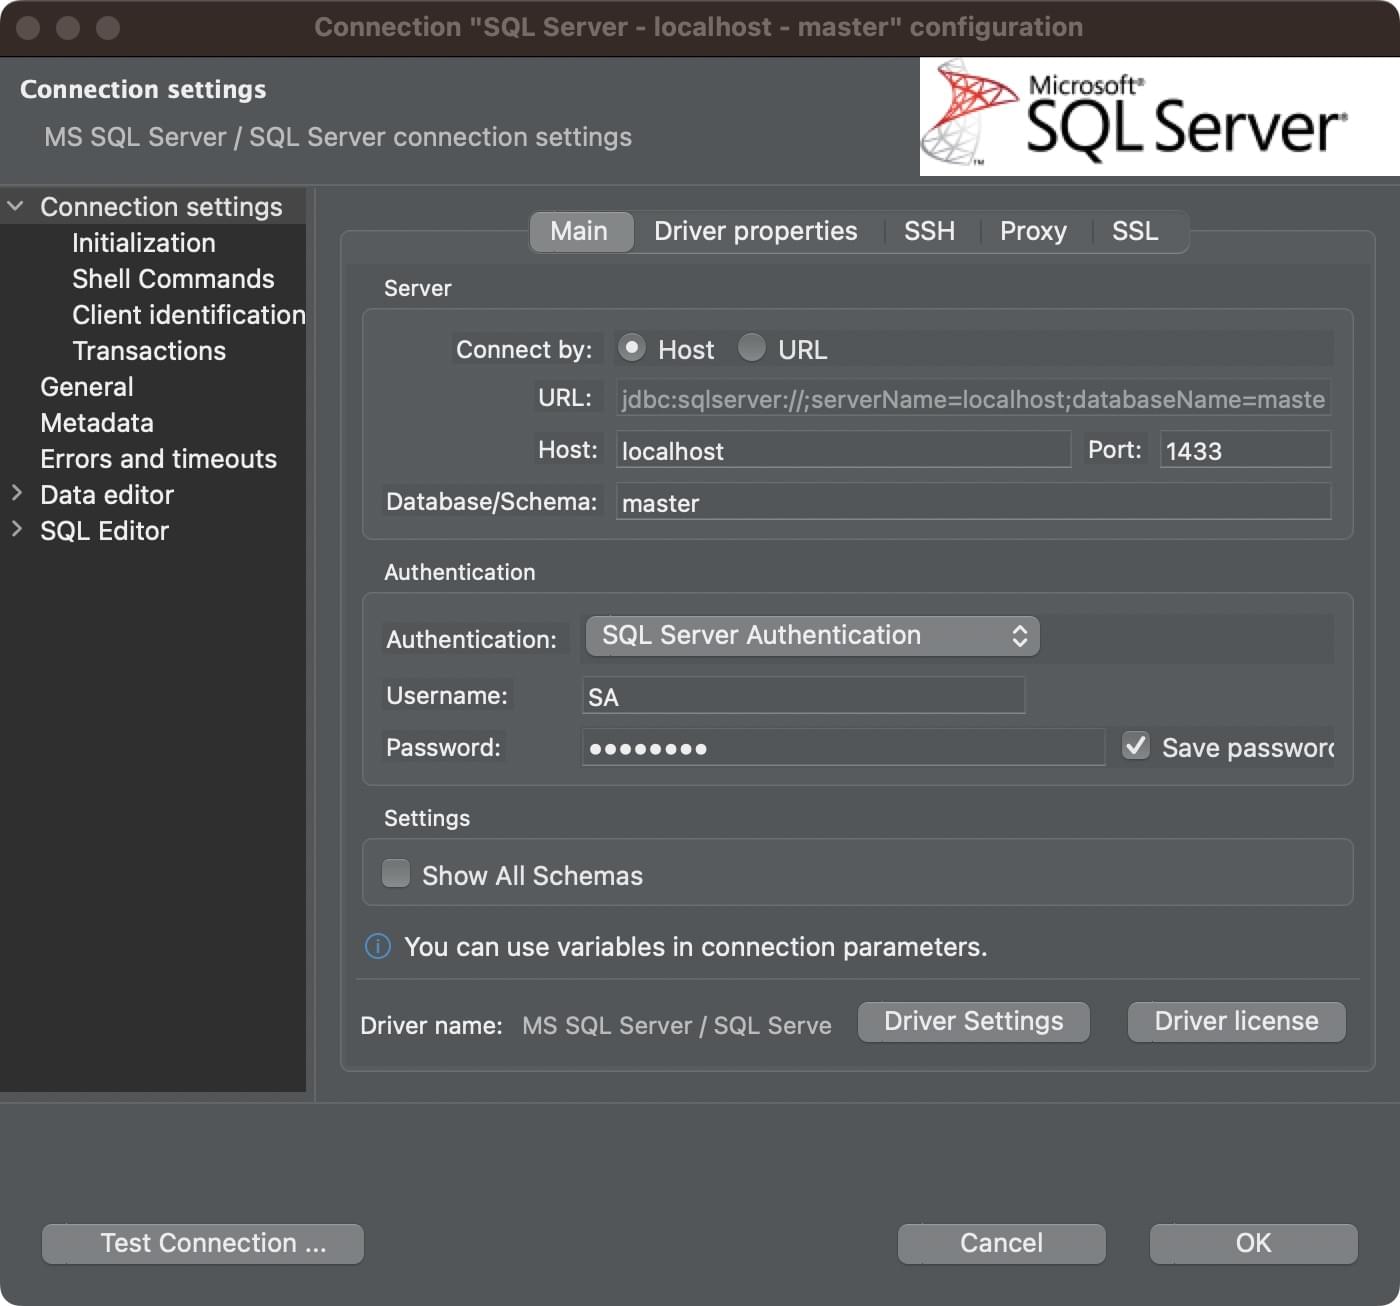 Connection "SQL Server - localhost - master" configuration
Connection settings
MS SQL Server / SQL Server connection settings
Microsoft®
SQL Server®
™
Connection settings
Initialization
Shell Commands
Client identification
Transactions
General
Metadata
Errors and timeouts
Data editor
SQL Editor
Main Driver properties SSH Proxy SSL
Server
Connect by: Host URL
URL: jdbc:sqlserver://;serverName=localhost;databaseName=maste
Host: localhost Port: 1433
Database/Schema: master
Authentication
Authentication: SQL Server Authentication
Username: SA
Password: ••••••••
Save password
Settings
Show All Schemas
You can use variables in connection parameters.
Driver name: MS SQL Server / SQL Serve Driver Settings Driver license
Test Connection ... Cancel OK